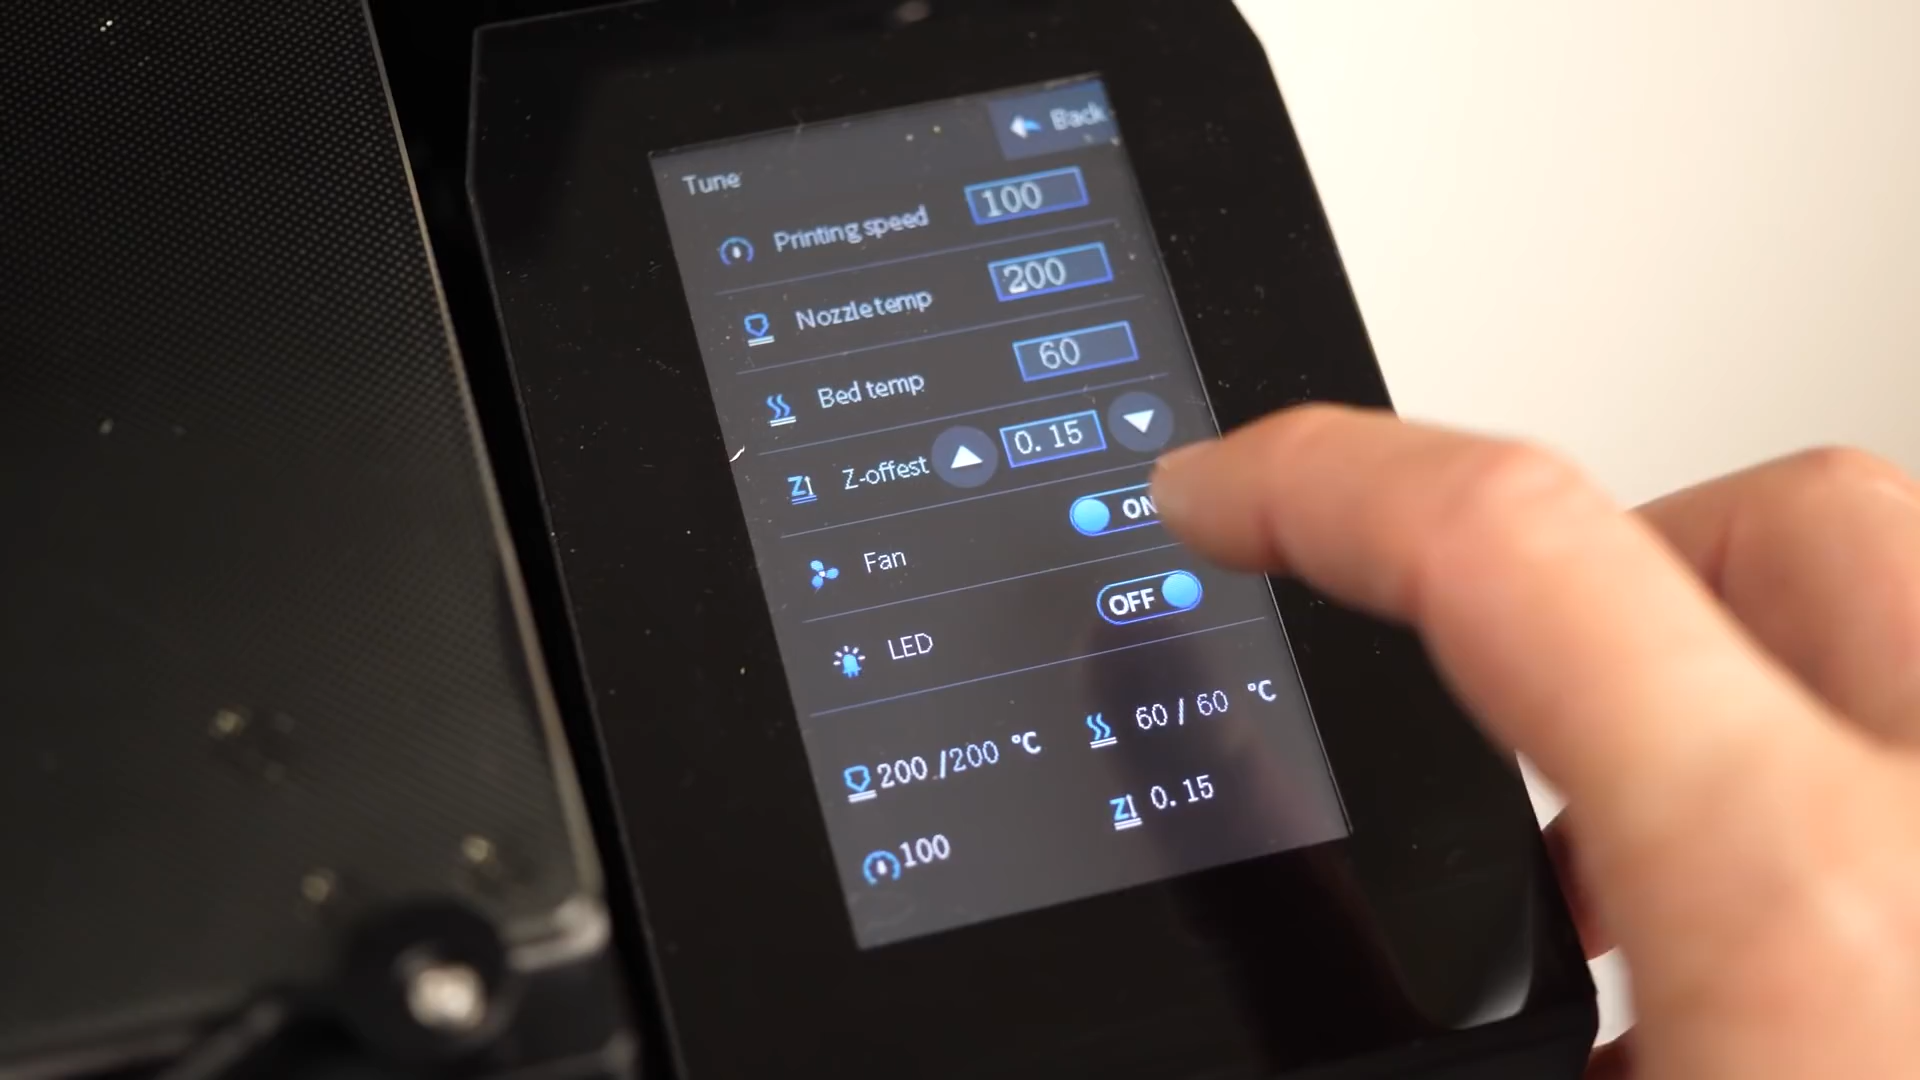 Back
Tune
Printing speed 100
Nozzle temp 200
Bed temp 60
Z-offest 0.15
Fan ON
LED OFF
200 /200 °C 60 / 60 °C
100 0.15